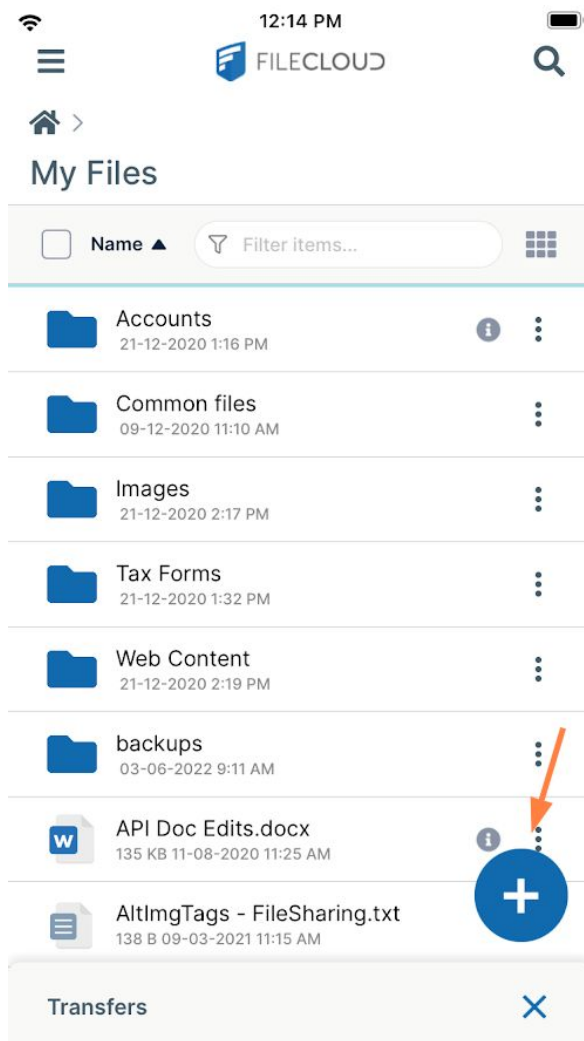 12:14 PM
FILECLOUD
My Files
Name
Filter items...
Accounts
21-12-2020 1:16 PM
Common files
09-12-2020 11:10 AM
Images
21-12-2020 2:17 PM
Tax Forms
21-12-2020 1:32 PM
Web Content
21-12-2020 2:19 PM
backups
03-06-2022 9:11 AM
W
API Doc Edits.docx
135 KB 11-08-2020 11:25 AM
AltImgTags - FileSharing.txt
138 B 09-03-2021 11:15 AM
Transfers